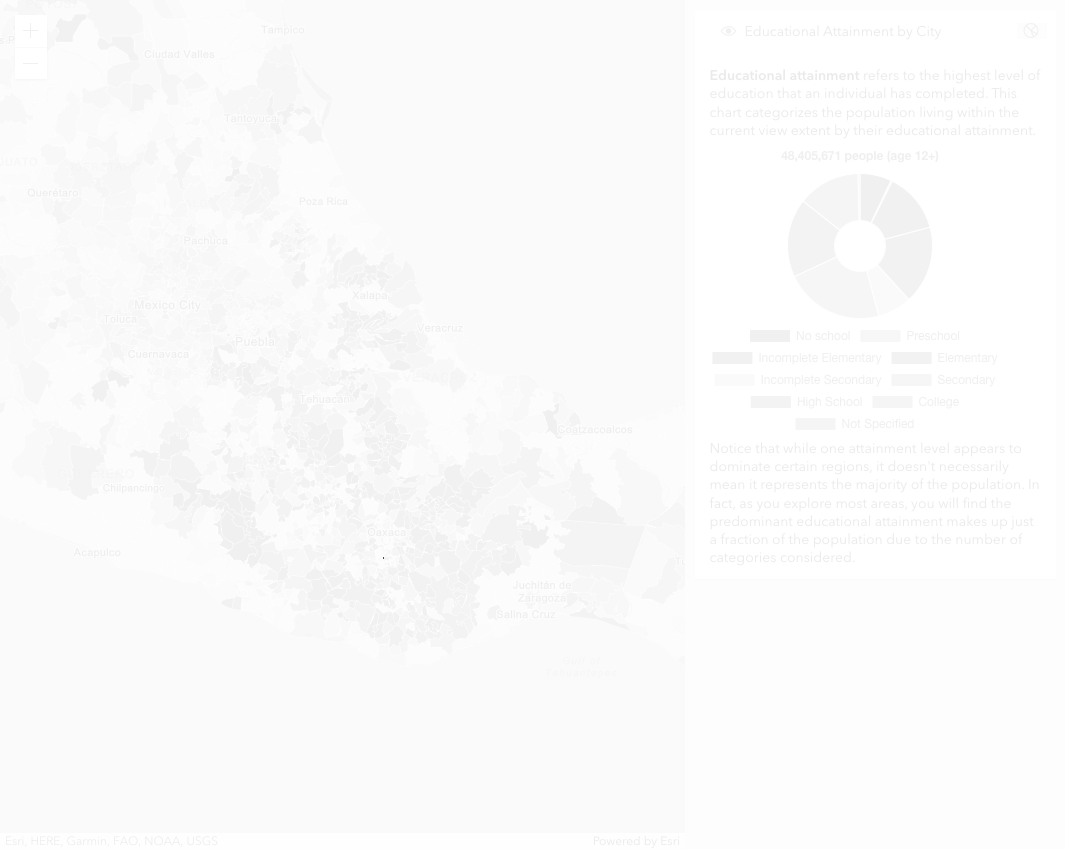 Tampico
Ciudad Valles
Tamoyuca
Querétaro
Poza Rica
Pachuca
Mexico City
Xalapa
Toluca
Veracruz
Puebla
Cuernavaca
Tehuacán
Coatzacoalcos
Chilpancingo
Oaxaca
Acapulco
Juchitán de
Zaragoza
Salina Cruz
Esri, HERE, Garmin, FAO, NOAA, USGS
Powered by Esri
Educational Attainment by City
Educational attainment refers to the highest level of
education that an individual has completed. This
chart categorizes the population living within the
current view extent by their educational attainment.
48,405,671 people (age 12+)
No school Preschool
Incomplete Elementary Elementary
Incomplete Secondary Secondary
High School College
Not Specified
Notice that while one attainment level appears to
dominate certain regions, it doesn't necessarily
mean it represents the majority of the population. In
fact, as you explore most areas, you will find the
predominant educational attainment makes up just
a fraction of the population due to the number of
categories considered.